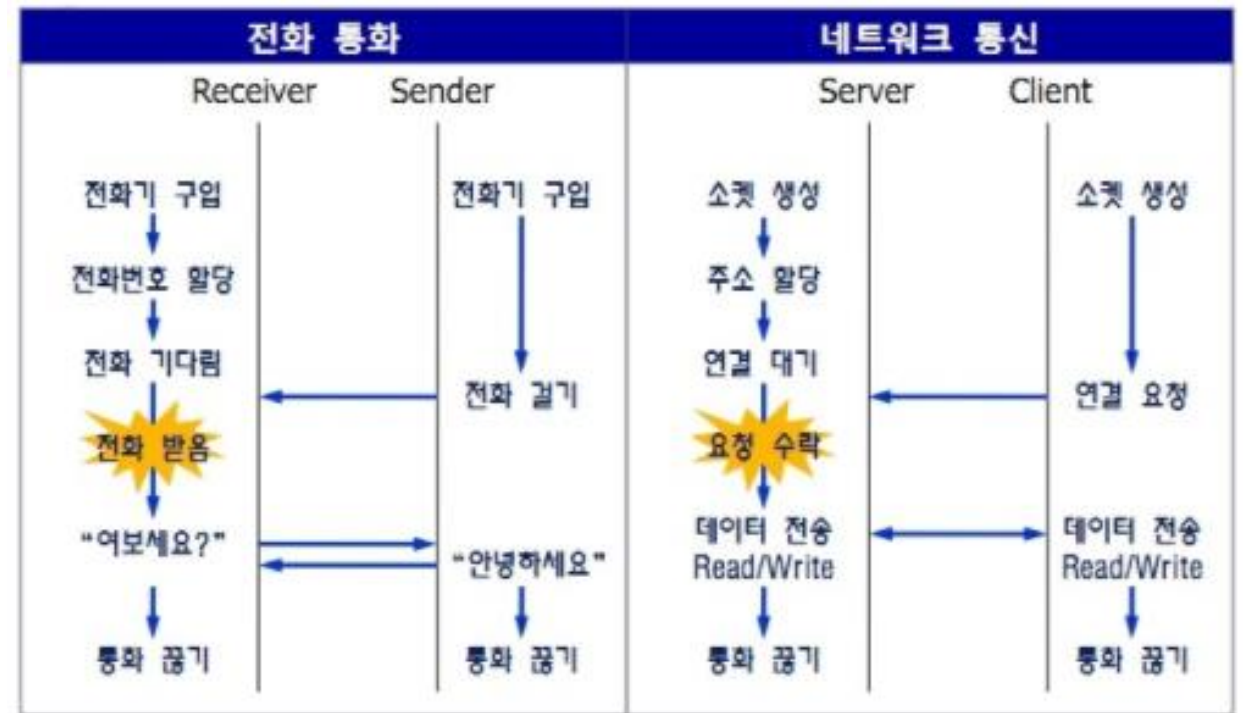 전화 통화
네트워크 통신
Receiver Sender
Server Client
전화기 구입
전화번호 할당
전화 기다림
전화 받음
"여보세요?"
통화 끊기
전화기 구입
전화 걸기
"안녕하세요"
통화 끊기
소켓 생성
주소 할당
연결 대기
요청 수락
데이터 전송
Read/Write
통화 끊기
소켓 생성
연결 요청
데이터 전송
Read/Write
통화 끊기